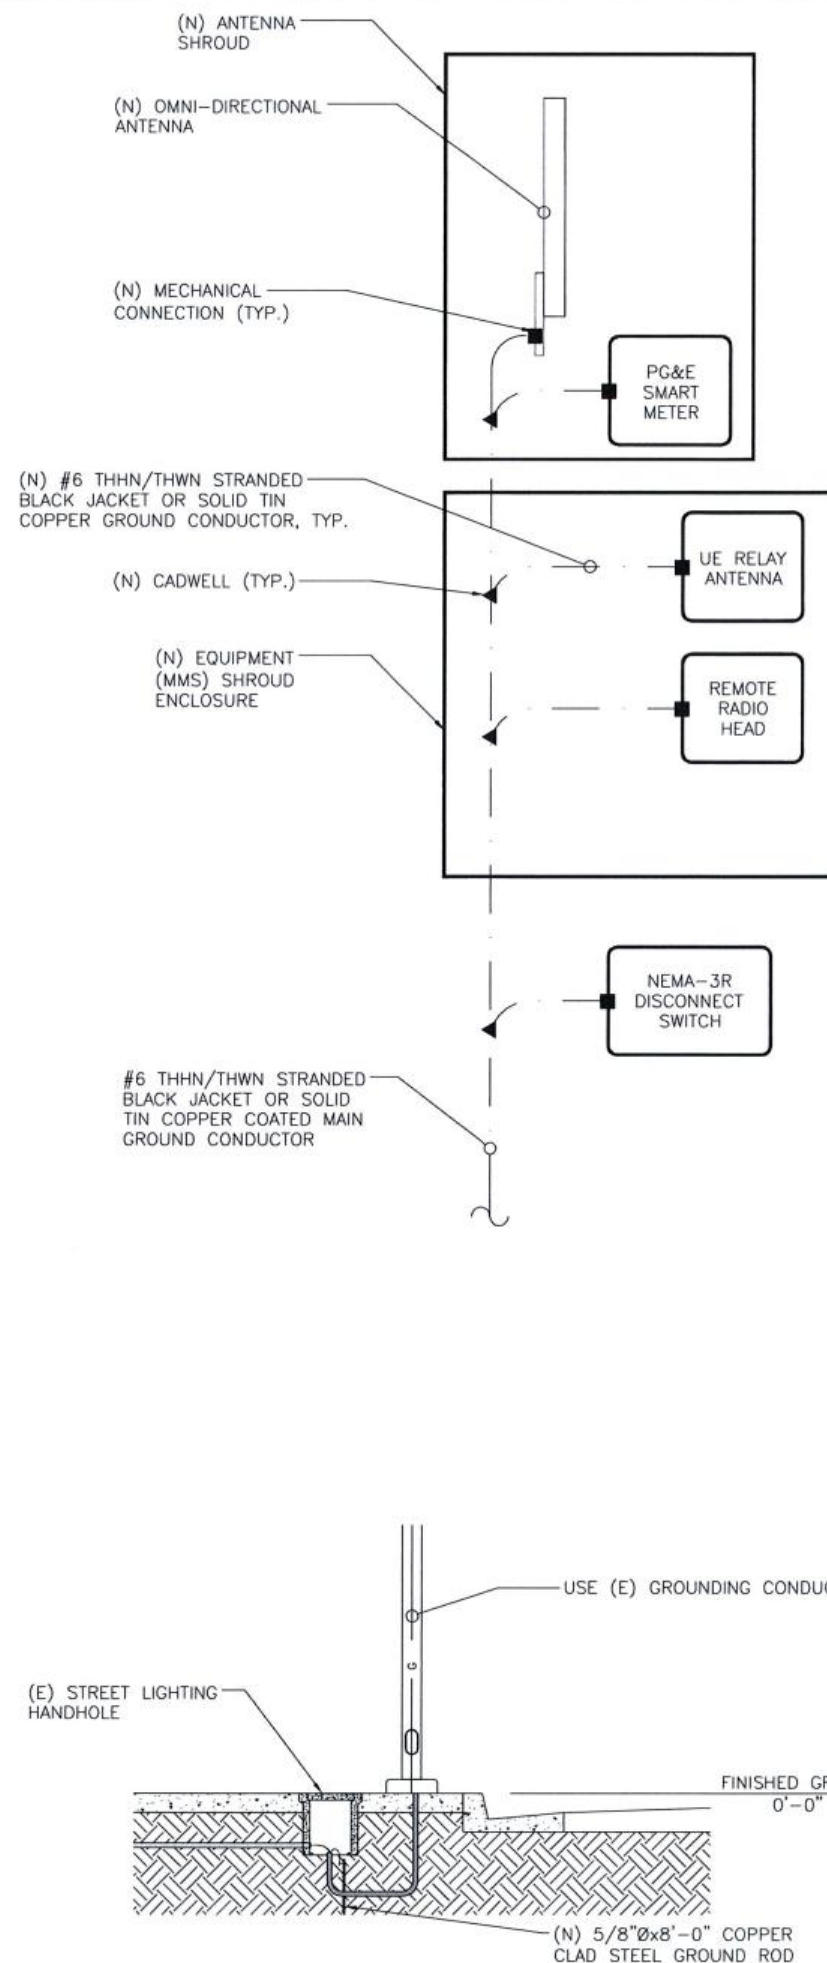 (N) ANTENNA
SHROUD
(N) OMNI-DIRECTIONAL
ANTENNA
(N) MECHANICAL
CONNECTION (TYP.)
PG&E
SMART
METER
(N) #6 THHN/THWN STRANDED
BLACK JACKET OR SOLID TIN
COPPER GROUND CONDUCTOR, TYP.
UE RELAY
ANTENNA
(N) CADWELL (TYP.)
(N) EQUIPMENT
(MMS) SHROUD
ENCLOSURE
REMOTE
RADIO
HEAD
NEMA-3R
DISCONNECT
SWITCH
#6 THHN/THWN STRANDED
BLACK JACKET OR SOLID
TIN COPPER COATED MAIN
GROUND CONDUCTOR
USE (E) GROUNDING
G
(E) STREET LIGHTING
HANDHOLE
FINISHED
0'-0"
(N) 5/8"Øx8'-0" COPPER
CLAD STEEL GROUND ROD